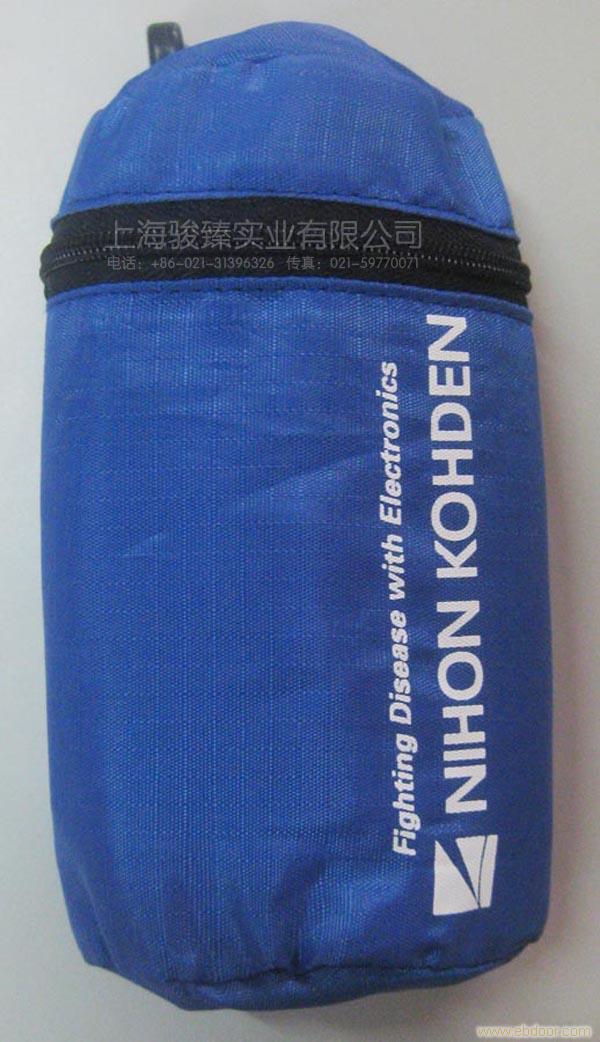 上海骏臻实业有限公司
电话：+86-021-31396326 传真：021-59770071
Fighting Disease with Electronics
NIHON KOHDEN
www.ebdoor.com